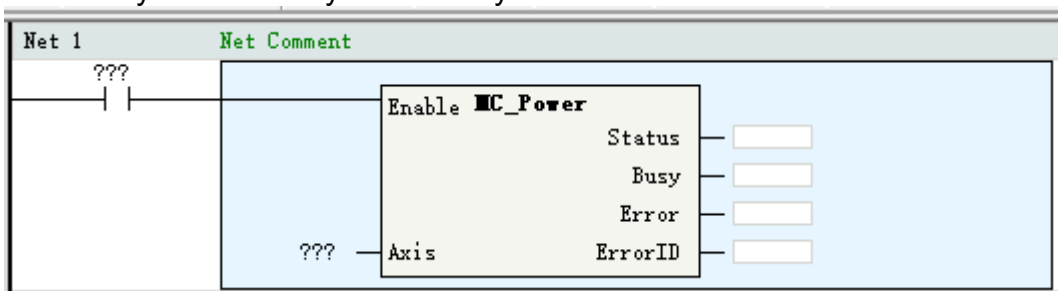 Net 1 Net Comment
???
Enable MC_Power
Status
Busy
Error
??? Axis ErrorID